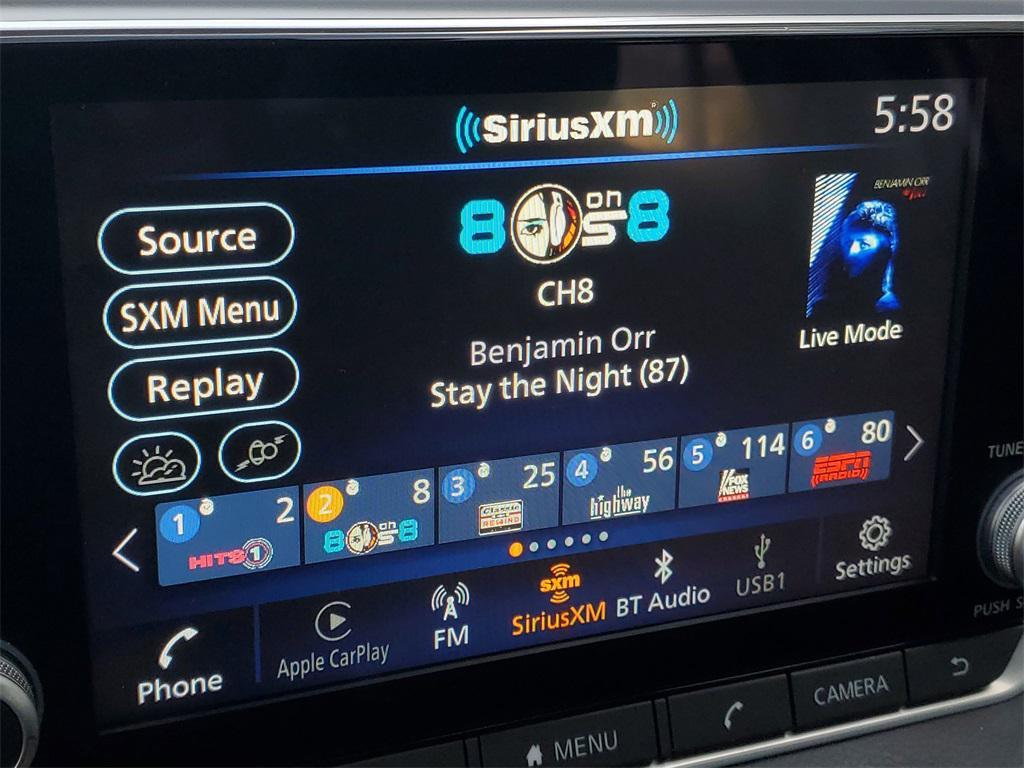 SiriusXM
5:58
Source
80s on 8
BENJAMIN ORR
CH8
SXM Menu
Live Mode
Benjamin Orr
Replay
Stay the Night (87)
1 2
HITS 1
2 8
80s on 8
3 25
Classic
REWIND
4 56
the
highway
5 114
FOX
NEWS
6 80
ESPN
RADIO
Phone
Apple CarPlay
FM
sxm
SiriusXM
BT Audio
USB1
Settings
TUNE
PUSH S
MENU
CAMERA